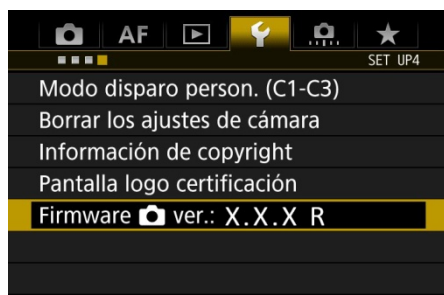 AF
SET UP4
Modo disparo person. (C1-C3)
Borrar los ajustes de cámara
Información de copyright
Pantalla logo certificación
Firmware ver.: X.X.X R